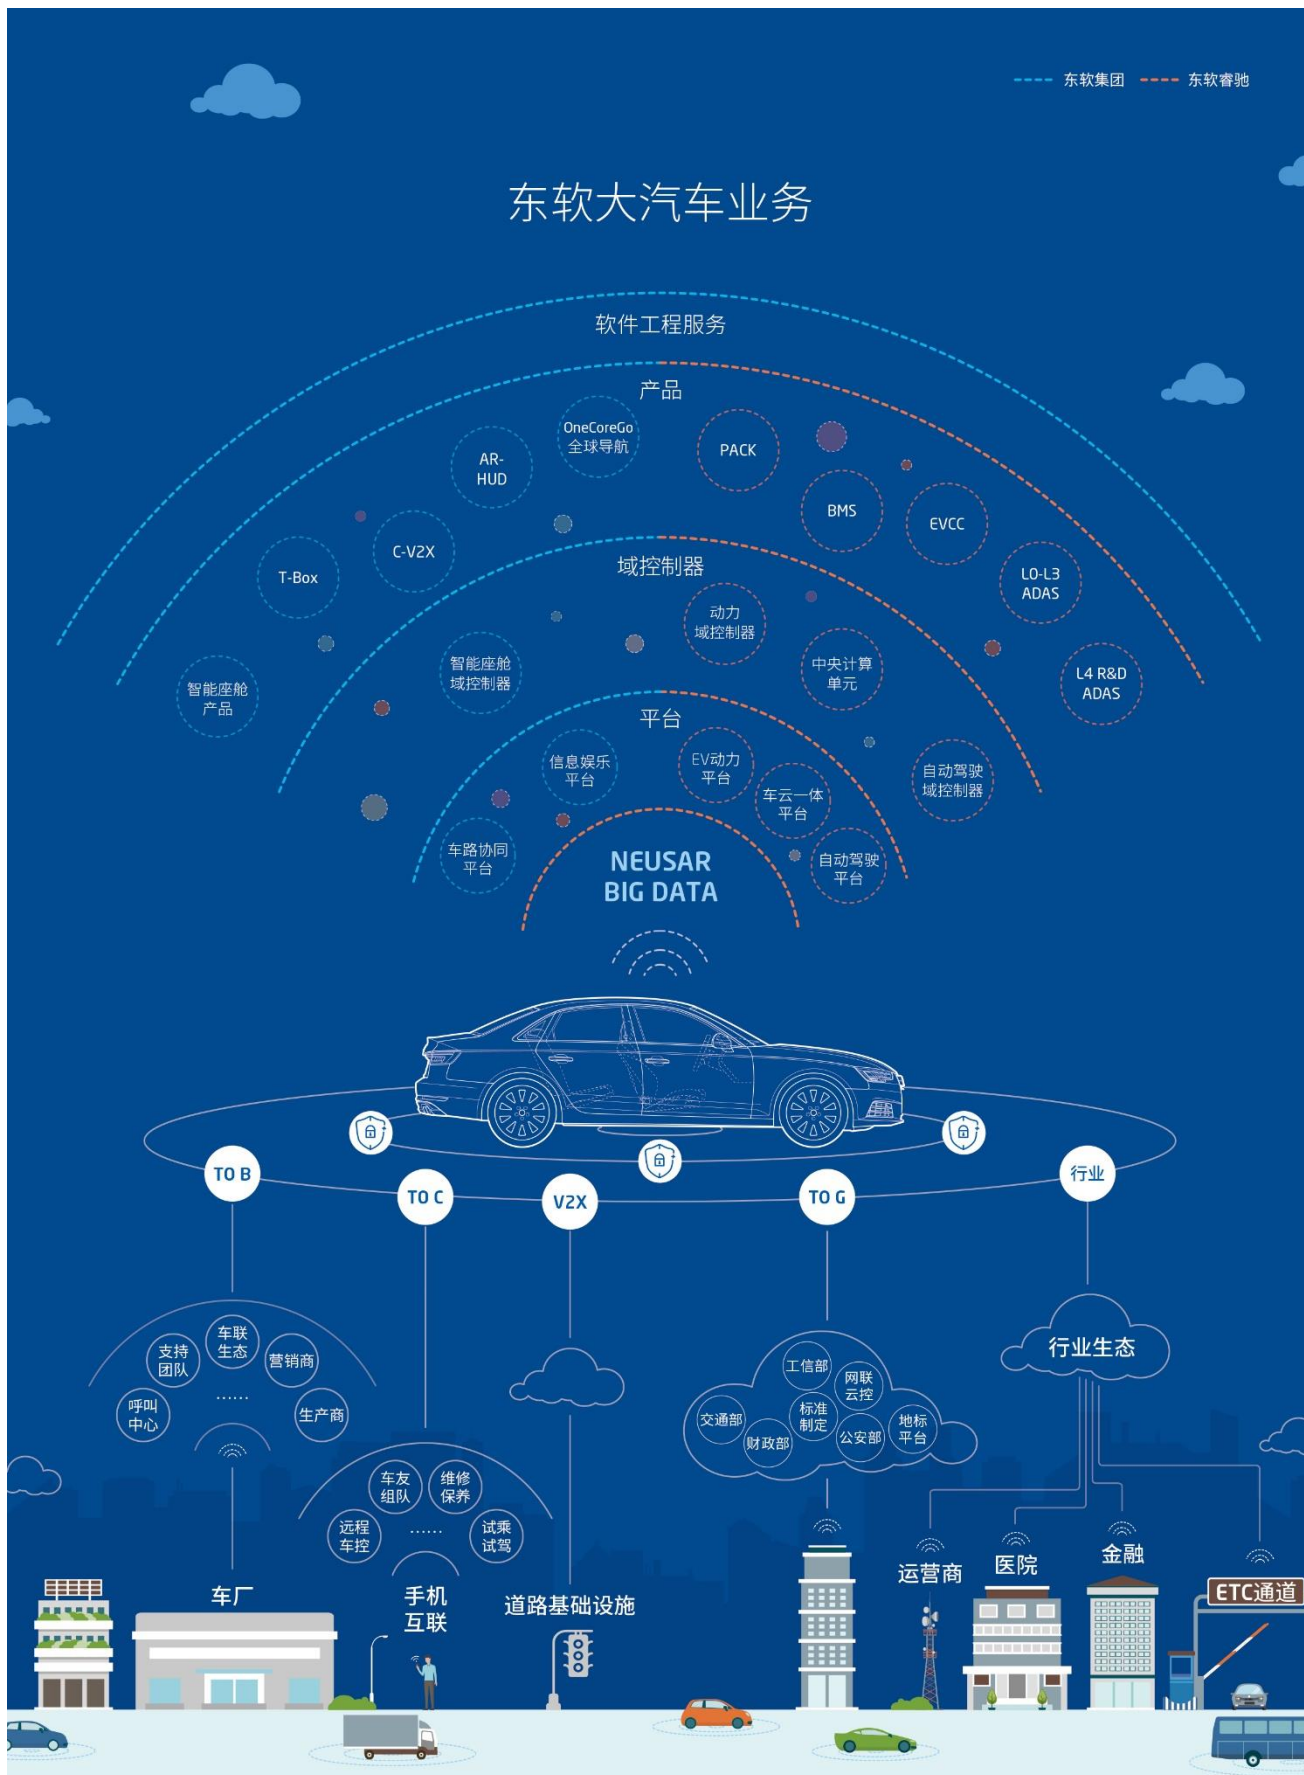 东软集团
东软睿驰
东软大汽车业务
软件工程服务
产品
OneCoreGo
全球导航
AR-
HUD
PACK
BMS
EVCC
C-V2X
T-Box
L0-L3
ADAS
智能座舱
产品
L4 R&D
ADAS
域控制器
动力
域控制器
智能座舱
域控制器
中央计算
单元
自动驾驶
域控制器
平台
信息娱乐
平台
EV动力
平台
车云一体
平台
车路协同
平台
自动驾驶
平台
NEUSAR
BIG DATA
TO B
TO C
V2X
TO G
行业
车联
生态
支持
团队
营销商
呼叫
中心
……
生产商
车友
组队
维修
保养
远程
车控
……
试乘
试驾
工信部
网联
云控
交通部
标准
制定
财政部
公安部
地标
平台
行业生态
车厂
手机
互联
道路基础设施
运营商
医院
金融
ETC通道